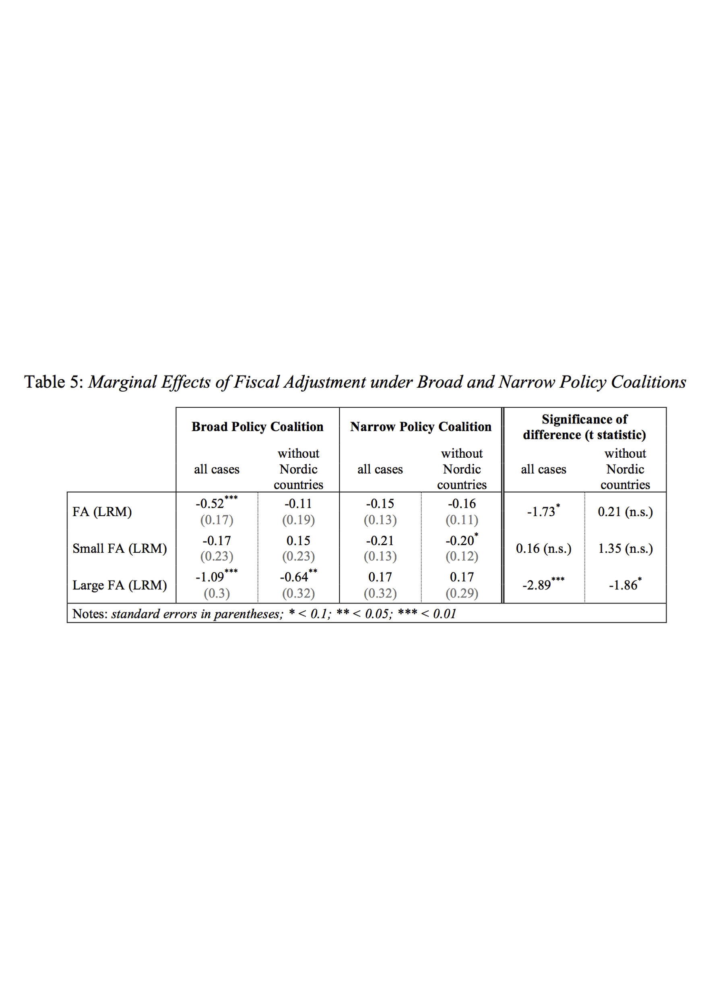 Table 5: Marginal Effects of Fiscal Adjustment under Broad and Narrow Policy Coalitions
Broad Policy Coalition Narrow Policy Coalition Significance of difference (t statistic)
all cases without Nordic countries all cases without Nordic countries all cases without Nordic countries
FA (LRM) -0.52*** -0.11 -0.15 -0.16 -1.73* 0.21 (n.s.)
(0.17) (0.19) (0.13) (0.11)
Small FA (LRM) -0.17 0.15 -0.21 -0.20* 0.16 (n.s.) 1.35 (n.s.)
(0.23) (0.23) (0.13) (0.12)
Large FA (LRM) -1.09*** -0.64** 0.17 0.17 -2.89*** -1.86*
(0.3) (0.32) (0.32) (0.29)
Notes: standard errors in parentheses; * < 0.1; ** < 0.05; *** < 0.01